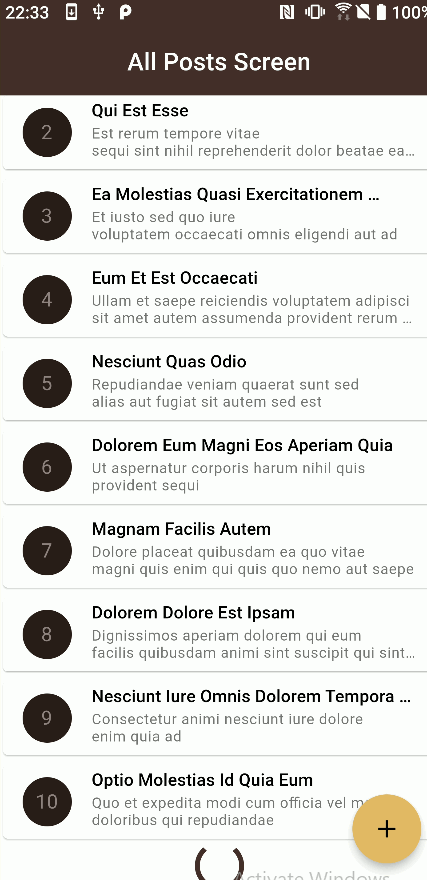 22:33 100%
All Posts Screen
2
Qui Est Esse
Est rerum tempore vitae
sequi sint nihil reprehenderit dolor beatae ea...
3
Ea Molestias Quasi Exercitationem ...
Et iusto sed quo iure
voluptatem occaecati omnis eligendi aut ad
4
Eum Et Est Occaecati
Ullam et saepe reiciendis voluptatem adipisci
sit amet autem assumenda provident rerum ...
5
Nesciunt Quas Odio
Repudiandae veniam quaerat sunt sed
alias aut fugiat sit autem sed est
6
Dolorem Eum Magni Eos Aperiam Quia
Ut aspernatur corporis harum nihil quis
provident sequi
7
Magnam Facilis Autem
Dolore placeat quibusdam ea quo vitae
magni quis enim qui quis quo nemo aut saepe
8
Dolorem Dolore Est Ipsam
Dignissimos aperiam dolorem qui eum
facilis quibusdam animi sint suscipit qui sint...
9
Nesciunt Iure Omnis Dolorem Tempora ...
Consectetur animi nesciunt iure dolore
enim quia ad
10
Optio Molestias Id Quia Eum
Quo et expedita modi cum officia vel
doloribus qui repudiandae
+
Activate Windows